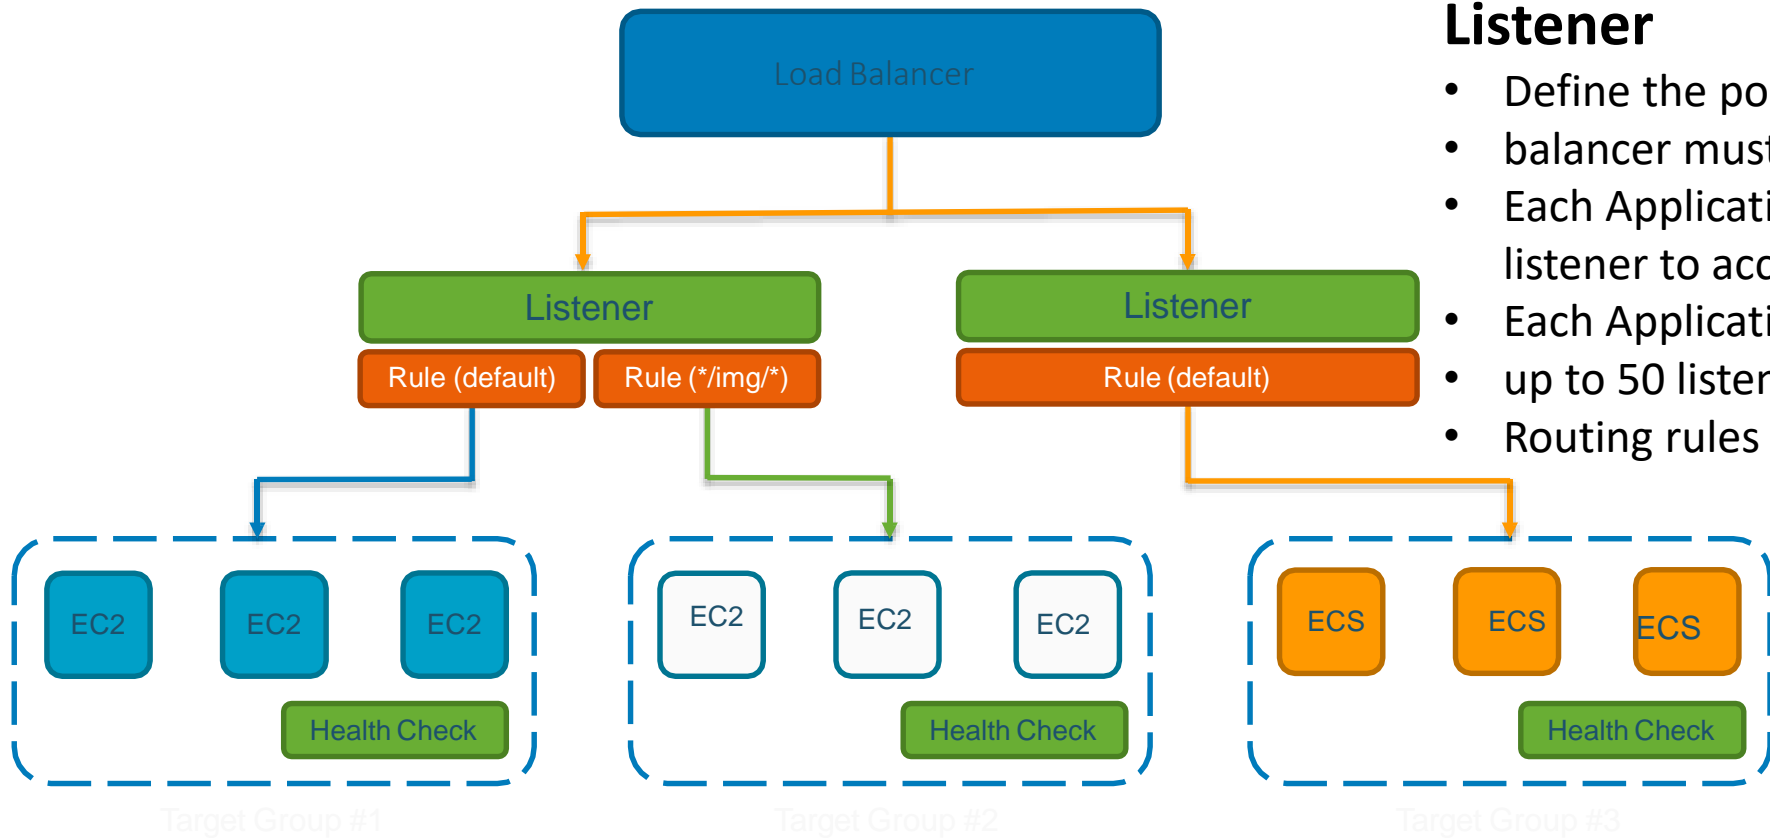 Load Balancer
Listener
Listener
Rule (default)
Rule (*/img/*)
Rule (default)
EC2
EC2
EC2
Health Check
Target Group #1
EC2
EC2
EC2
Health Check
Target Group #2
ECS
ECS
ECS
Health Check
Target Group #3
Listener
• Define the po
• balancer must
• Each Applicati
listener to acc
• Each Applicati
• up to 50 listen
• Routing rules